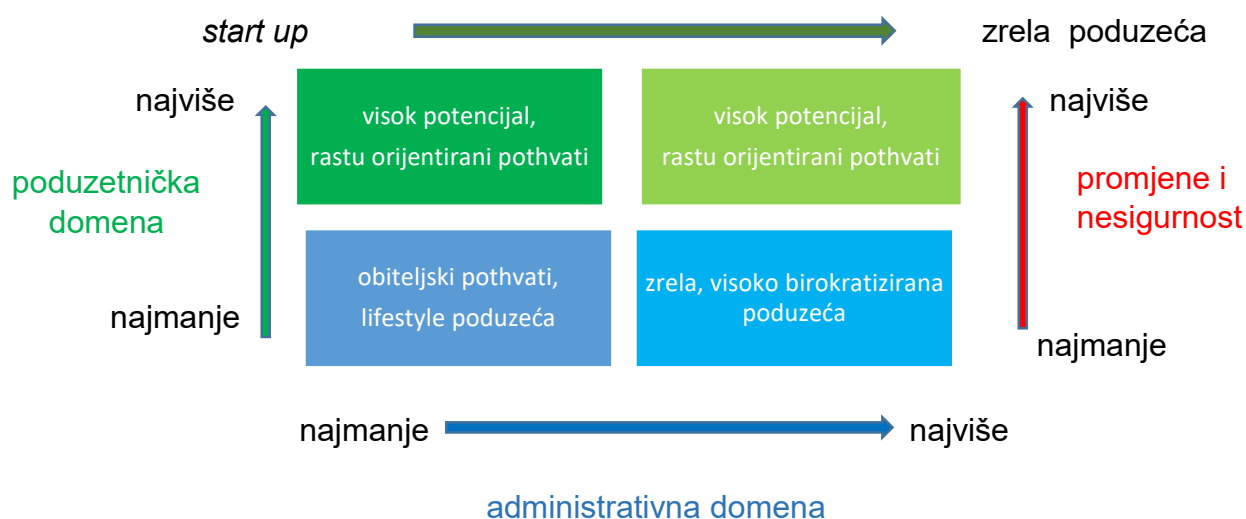 start up
zrela poduzeća
najviše
visok potencijal,
rastu orijentirani pothvati
visok potencijal,
rastu orijentirani pothvati
najviše
poduzetnička
domena
promjene i
nesigurnost
najmanje
obiteljski pothvati,
lifestyle poduzeća
zrela, visoko birokratizirana
poduzeća
najmanje
najmanje
najviše
administrativna domena